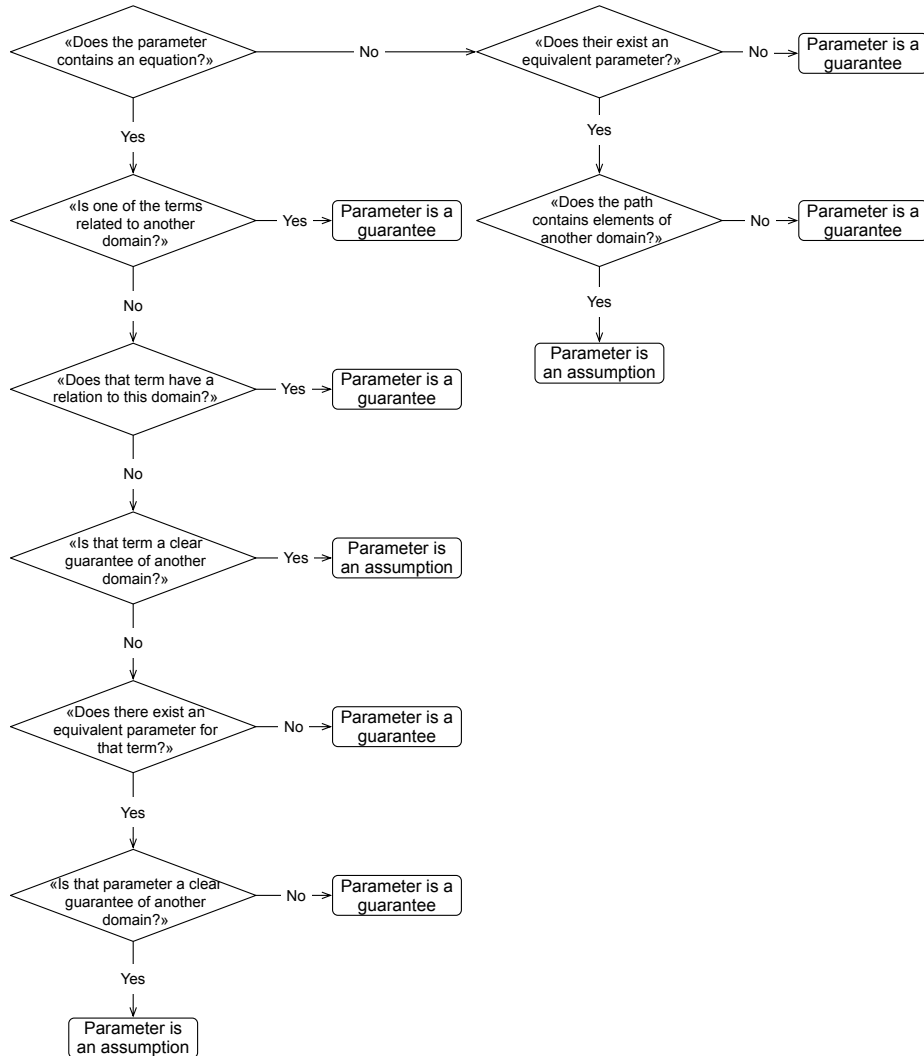 «Does the parameter
contains an equation?»
No
«Does their exist an
equivalent parameter?»
No
Parameter is a
guarantee
Yes
Yes
«Is one of the terms
related to another
domain?»
Yes
Parameter is a
guarantee
«Does the path
contains elements of
another domain?»
No
Parameter is a
guarantee
No
Yes
Parameter is
an assumption
«Does that term have a
relation to this domain?»
Yes
Parameter is a
guarantee
No
«Is that term a clear
guarantee of another
domain?»
Yes
Parameter is
an assumption
No
«Does there exist an
equivalent parameter for
that term?»
No
Parameter is a
guarantee
Yes
«Is that parameter a clear
guarantee of another
domain?»
No
Parameter is a
guarantee
Yes
Parameter is
an assumption